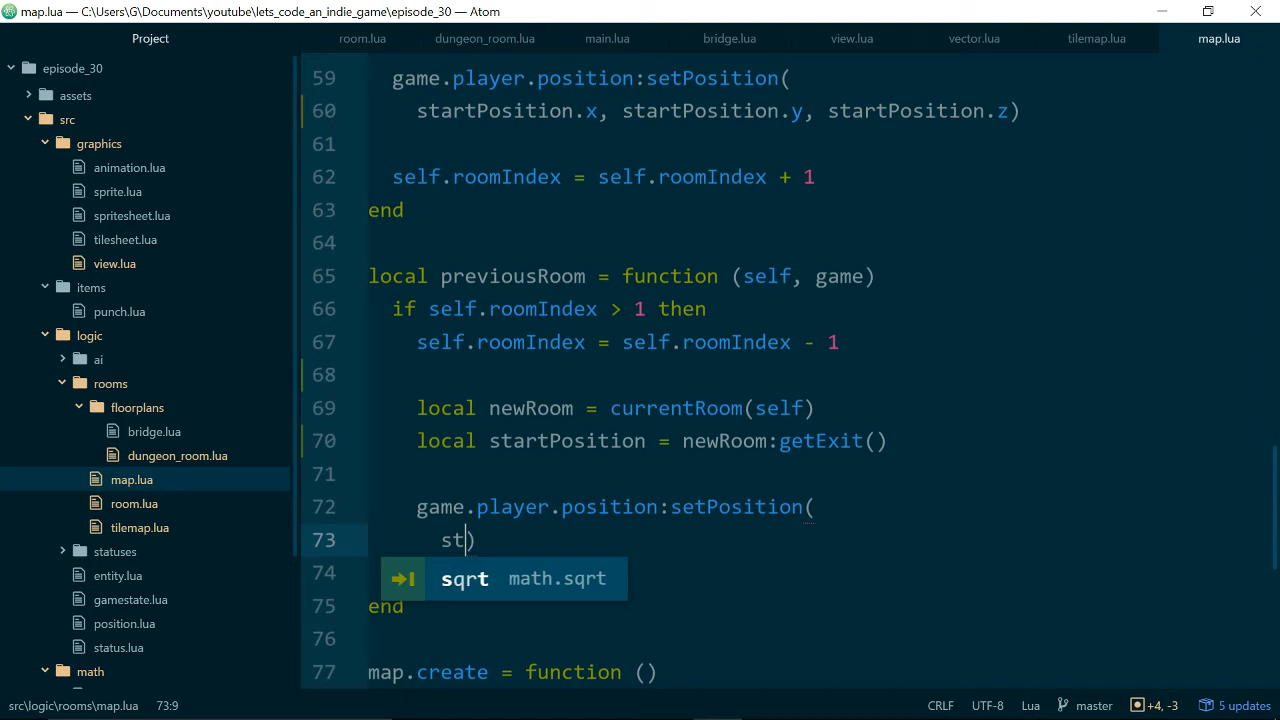 map.lua — C:\Users\G\Documents\youtube\lets_code_an_indie_game\episode_30 — Atom
Project
room.lua dungeon_room.lua main.lua bridge.lua view.lua vector.lua tilemap.lua map.lua
episode_30
assets
src
graphics
animation.lua
sprite.lua
spritesheet.lua
tilesheet.lua
view.lua
items
punch.lua
logic
ai
rooms
floorplans
bridge.lua
dungeon_room.lua
map.lua
room.lua
tilemap.lua
statuses
entity.lua
gamestate.lua
position.lua
status.lua
math
59 game.player.position:setPosition(
60 startPosition.x, startPosition.y, startPosition.z)
61
62 self.roomIndex = self.roomIndex + 1
63 end
64
65 local previousRoom = function (self, game)
66 if self.roomIndex > 1 then
67 self.roomIndex = self.roomIndex - 1
68
69 local newRoom = currentRoom(self)
70 local startPosition = newRoom:getExit()
71
72 game.player.position:setPosition(
73 st)
sqrt math.sqrt
74
75 end
76
77 map.create = function ()
src\logic\rooms\map.lua 73:9 CRLF UTF-8 Lua master +4, -3 5 updates